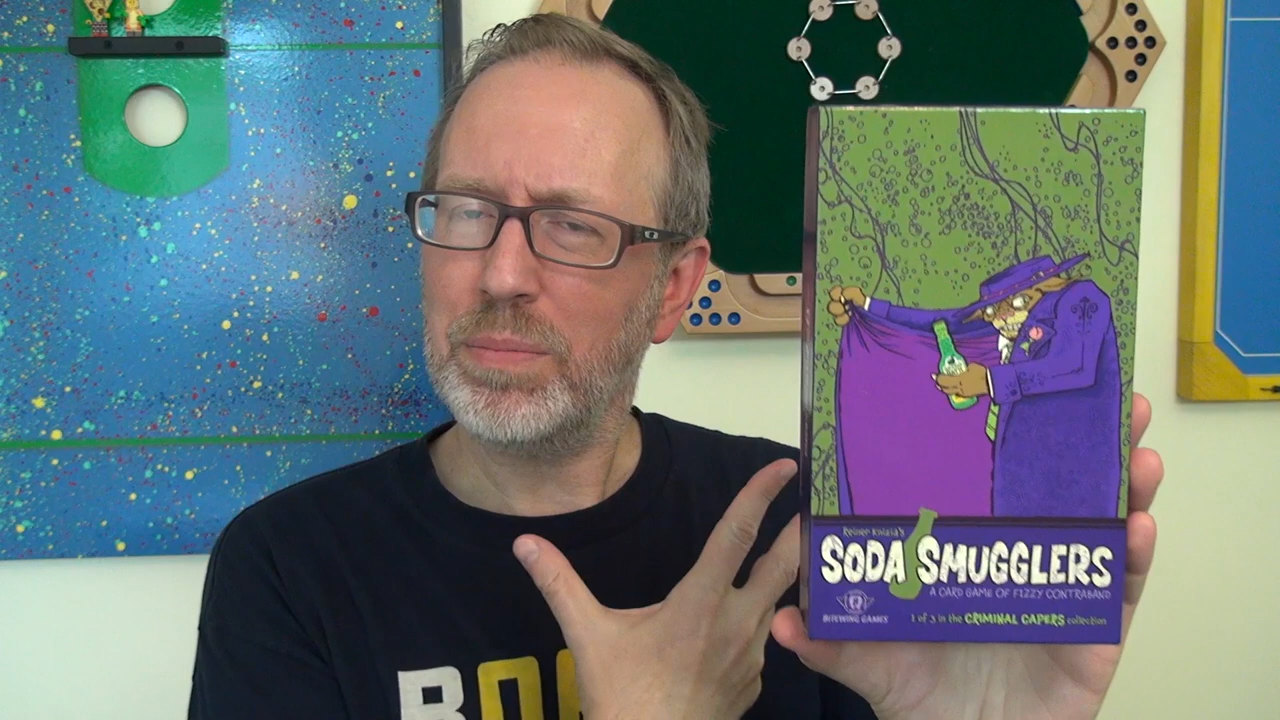 Reiner Knizia's
SODA SMUGGLERS
A CARD GAME OF FIZZY CONTRABAND
BITEWING GAMES
1 of 3 in the CRIMINAL CAPERS collection